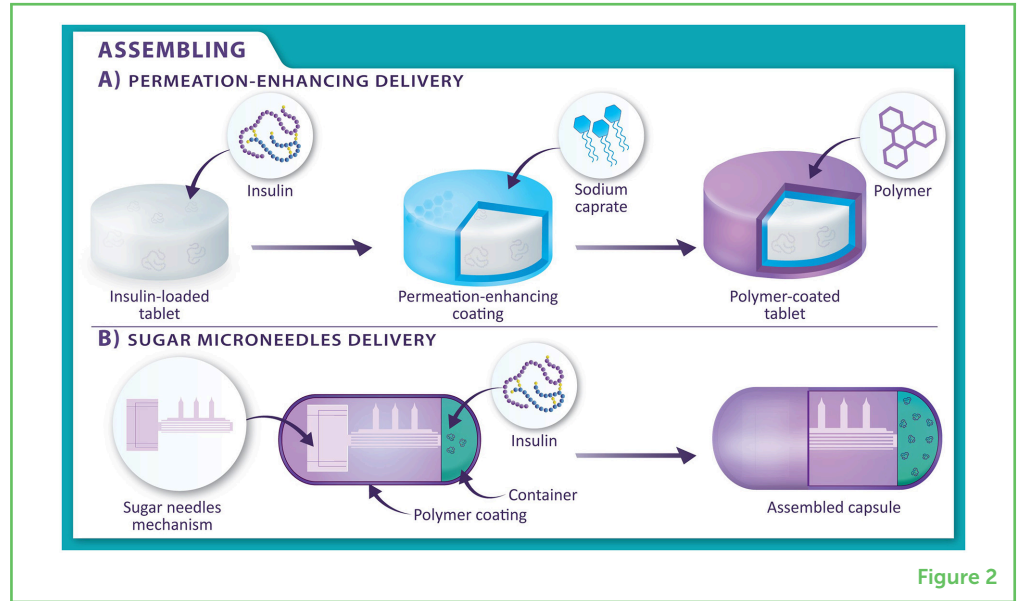 ASSEMBLING
A) PERMEATION-ENHANCING DELIVERY
Insulin
Sodium
caprate
Polymer
Insulin-loaded
tablet
Permeation-enhancing
coating
Polymer-coated
tablet
B) SUGAR MICRONEEDLES DELIVERY
Insulin
Sugar needles
mechanism
Container
Polymer coating
Assembled capsule
Figure 2